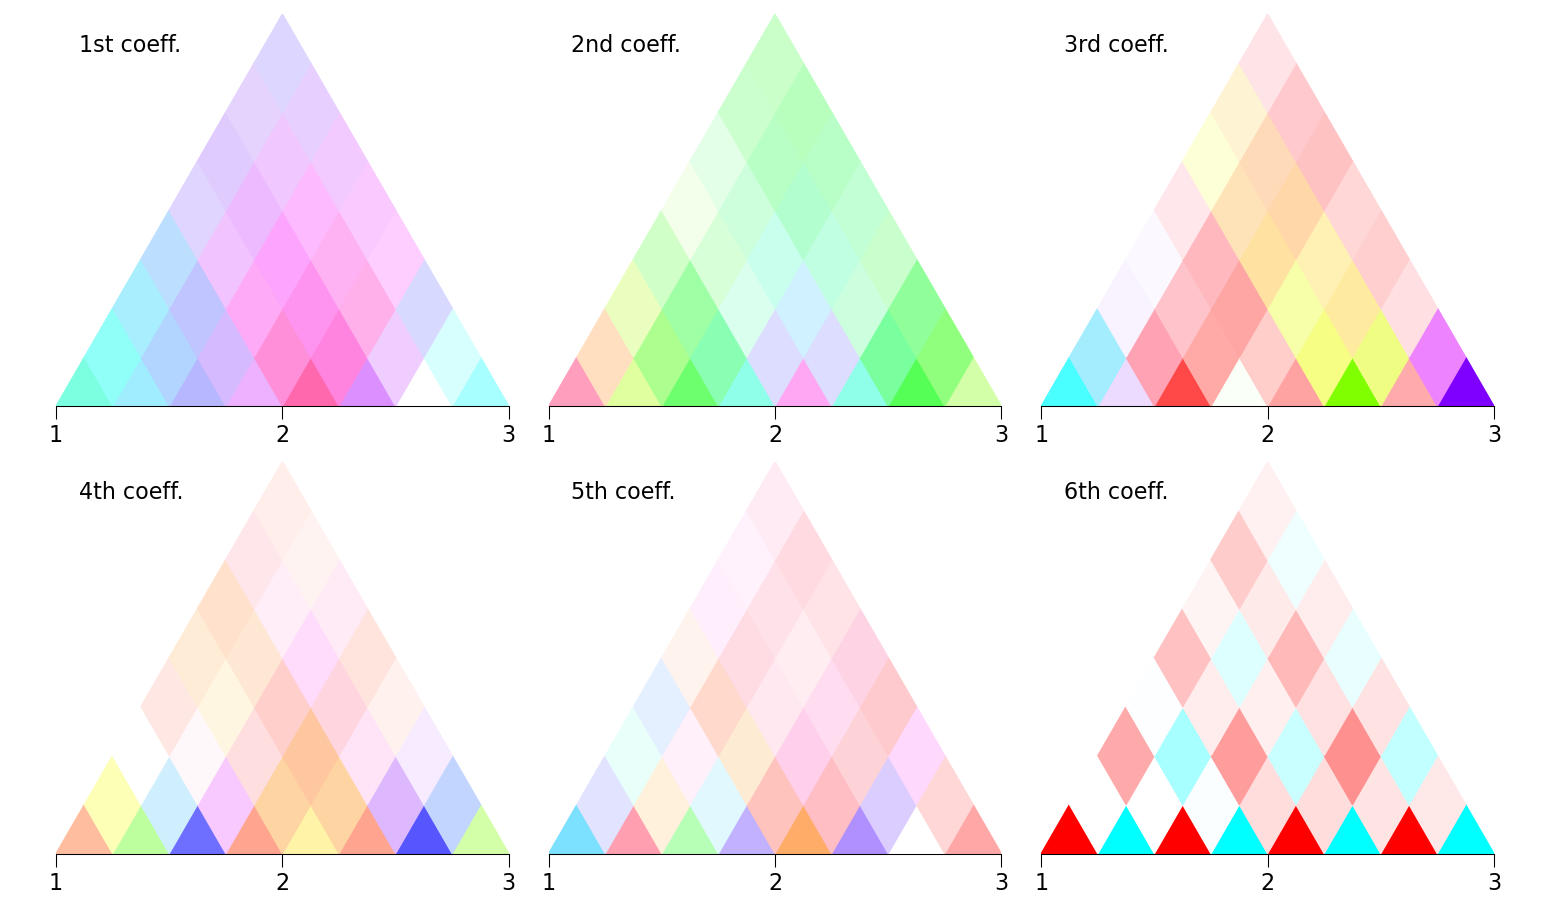 1st coeff.
2nd coeff.
3rd coeff.
1 2 3
1 2 3
1 2 3
4th coeff.
5th coeff.
6th coeff.
1 2 3
1 2 3
1 2 3